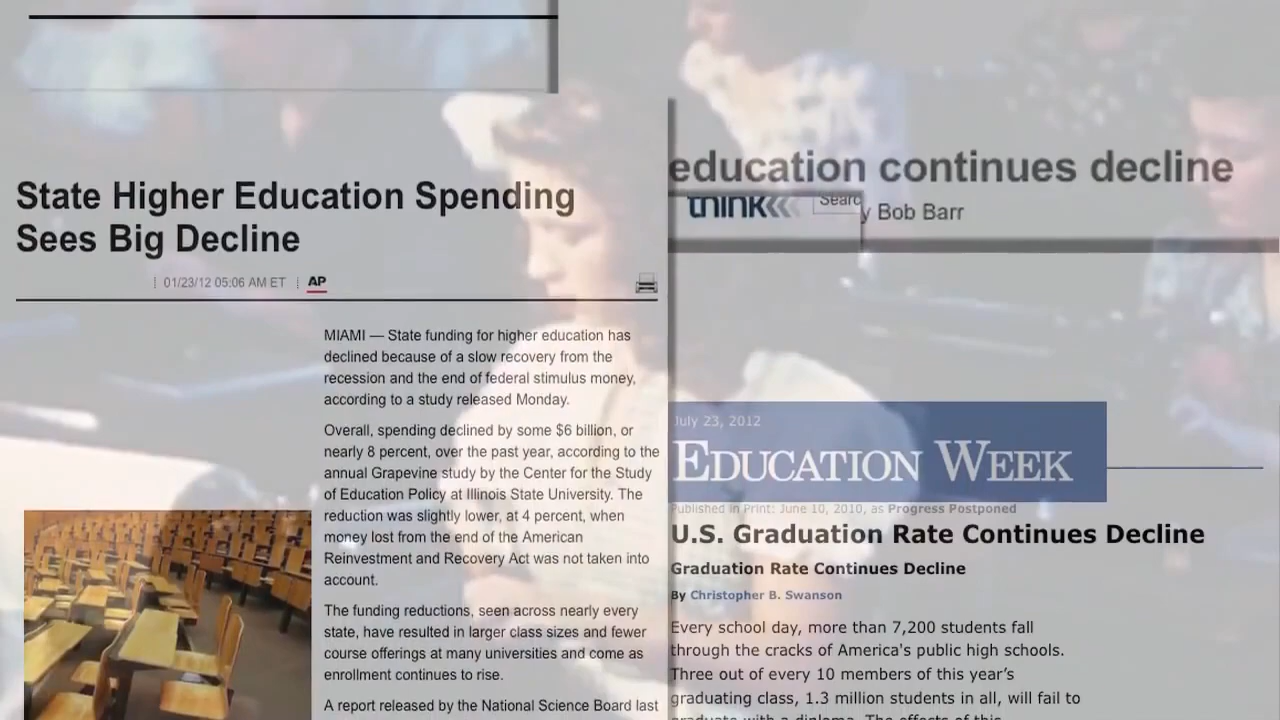 State Higher Education Spending
Sees Big Decline
01/23/12 05:06 AM ET
AP
MIAMI — State funding for higher education has
declined because of a slow recovery from the
recession and the end of federal stimulus money,
according to a study released Monday.
Overall, spending declined by some $6 billion, or
nearly 8 percent, over the past year, according to the
annual Grapevine study by the Center for the Study
of Education Policy at Illinois State University. The
reduction was slightly lower, at 4 percent, when
money lost from the end of the American
Reinvestment and Recovery Act was not taken into
account.
The funding reductions, seen across nearly every
state, have resulted in larger class sizes and fewer
course offerings at many universities and come as
enrollment continues to rise.
A report released by the National Science Board last
education continues decline
think
Searc
y Bob Barr
July 23, 2012
EDUCATION WEEK
Published in Print: June 10, 2010, as Progress Postponed
U.S. Graduation Rate Continues Decline
Graduation Rate Continues Decline
By Christopher B. Swanson
Every school day, more than 7,200 students fall
through the cracks of America's public high schools.
Three out of every 10 members of this year's
graduating class, 1.3 million students in all, will fail to
graduate with a diploma. The effects of this